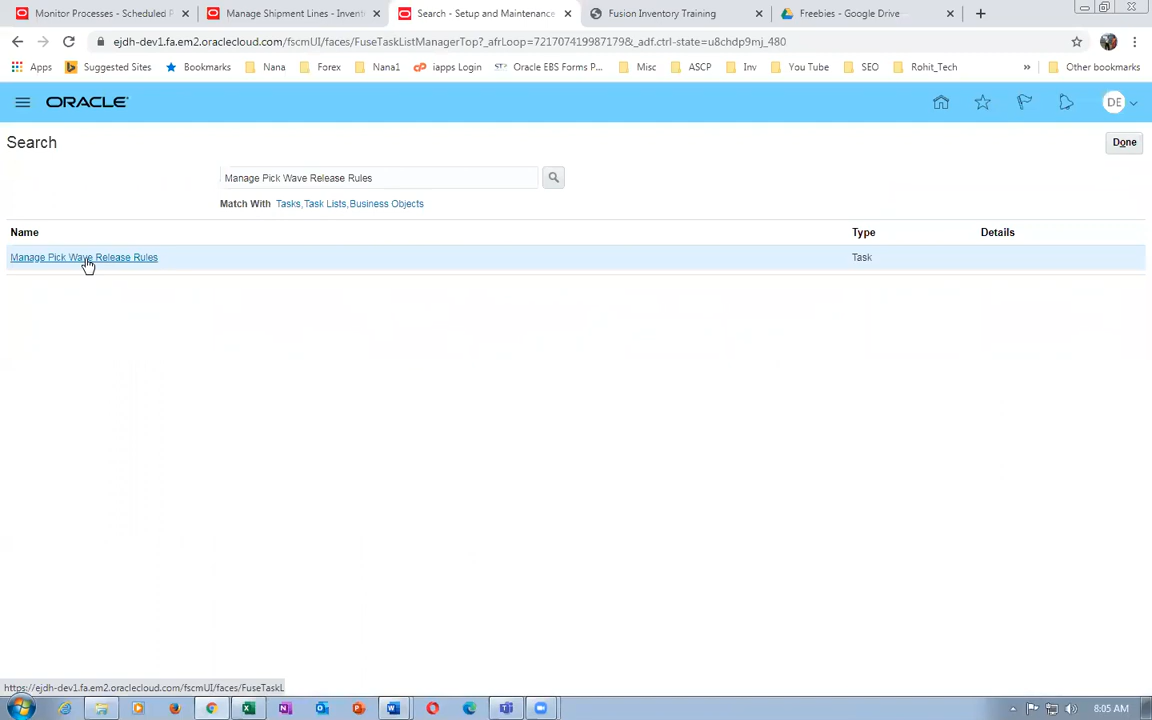 Monitor Processes - Scheduled P
Manage Shipment Lines - Invent
Search - Setup and Maintenance
Fusion Inventory Training
Freebies - Google Drive
ejdh-dev1.fa.em2.oraclecloud.com/fscmUI/faces/FuseTaskListManagerTop?_afrLoop=7217074199871798&_adf.ctrl-state=u8chdp9mj_480
Apps
Suggested Sites
Bookmarks
Nana
Forex
Nana1
iapps Login
Oracle EBS Forms P...
Misc
ASCP
Inv
You Tube
SEO
Rohit_Tech
»
Other bookmarks
ORACLE
DE
Search
Done
Manage Pick Wave Release Rules
Match With Tasks,Task Lists,Business Objects
Name Type Details
Manage Pick Wave Release Rules Task
https://ejdh-dev1.fa.em2.oraclecloud.com/fscmUI/faces/FuseTaskL
8:05 AM